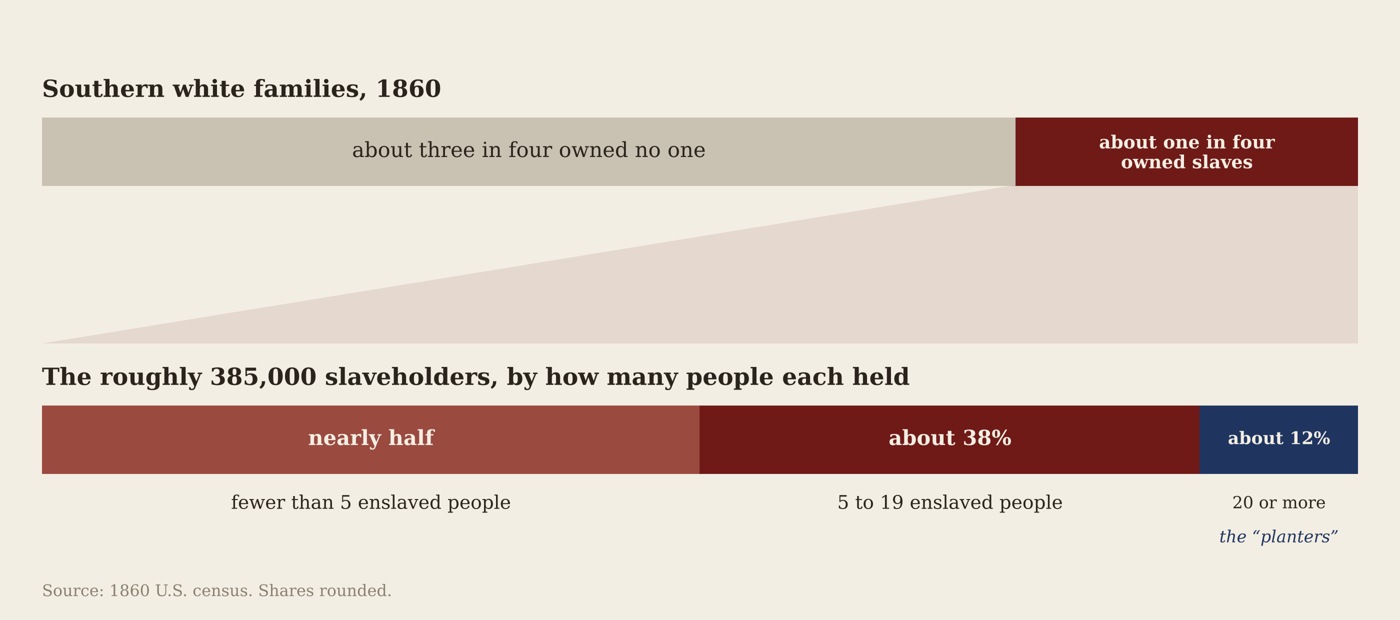 Southern white families, 1860
about three in four owned no one
about one in four
owned slaves
The roughly 385,000 slaveholders, by how many people each held
nearly half
about 38%
about 12%
fewer than 5 enslaved people
5 to 19 enslaved people
20 or more
the “planters”
Source: 1860 U.S. census. Shares rounded.